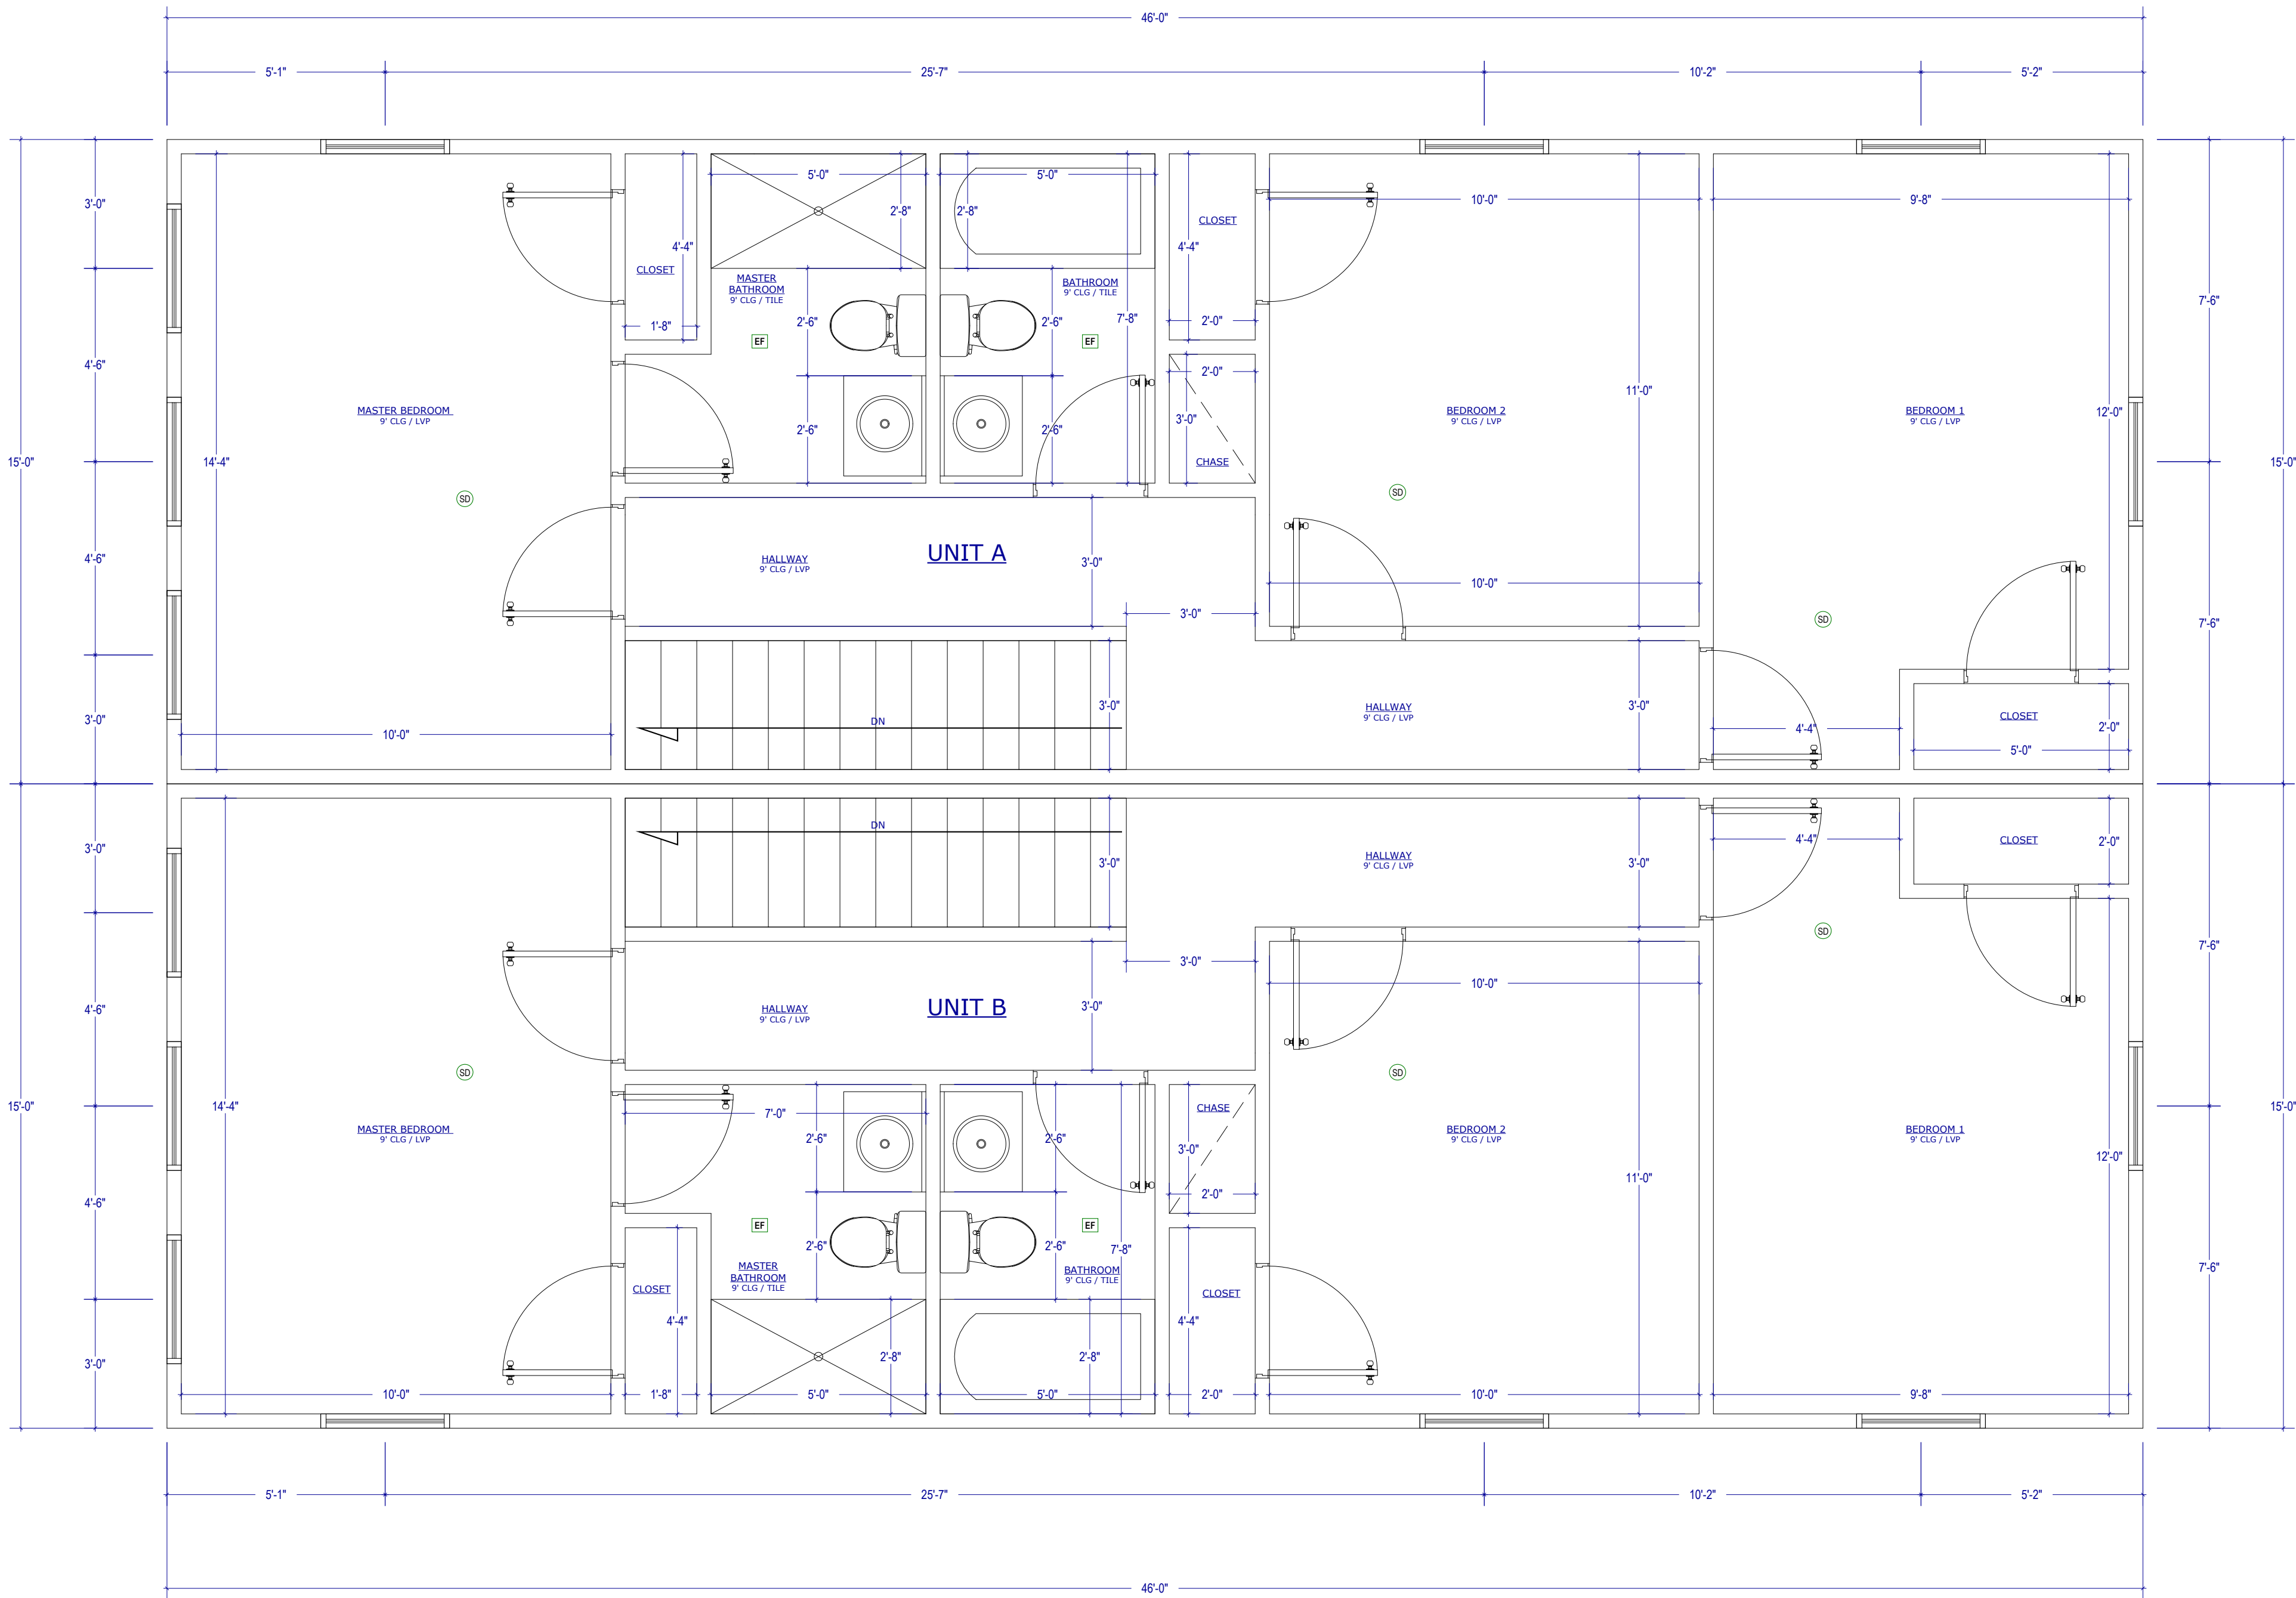 46'-0"
5'-1" 25'-7" 10'-2" 5'-2"
3'-0"
4'-6"
4'-6"
3'-0"
15'-0"
14'-4"
MASTER BEDROOM
9' CLG / LVP
SD
10'-0"
CLOSET
4'-4"
1'-8"
5'-0"
2'-8"
MASTER
BATHROOM
9' CLG / TILE
EF
2'-6"
2'-6"
5'-0"
2'-8"
BATHROOM
9' CLG / TILE
EF
2'-6"
2'-6"
7'-8"
CLOSET
4'-4"
2'-0"
2'-0"
3'-0"
CHASE
10'-0"
11'-0"
BEDROOM 2
9' CLG / LVP
SD
10'-0"
9'-8"
12'-0"
BEDROOM 1
9' CLG / LVP
SD
HALLWAY
9' CLG / LVP
UNIT A
3'-0"
3'-0"
DN
3'-0"
HALLWAY
9' CLG / LVP
3'-0"
4'-4"
CLOSET
5'-0"
2'-0"
7'-6"
7'-6"
15'-0"
3'-0"
4'-6"
4'-6"
3'-0"
15'-0"
14'-4"
MASTER BEDROOM
9' CLG / LVP
SD
10'-0"
DN
3'-0"
HALLWAY
9' CLG / LVP
3'-0"
4'-4"
CLOSET
2'-0"
HALLWAY
9' CLG / LVP
UNIT B
3'-0"
3'-0"
7'-0"
2'-6"
2'-6"
EF
MASTER
BATHROOM
9' CLG / TILE
2'-8"
5'-0"
CLOSET
4'-4"
1'-8"
2'-6"
2'-6"
EF
7'-8"
BATHROOM
9' CLG / TILE
2'-8"
5'-0"
CHASE
3'-0"
2'-0"
CLOSET
4'-4"
2'-0"
10'-0"
SD
BEDROOM 2
9' CLG / LVP
11'-0"
10'-0"
SD
BEDROOM 1
9' CLG / LVP
12'-0"
9'-8"
7'-6"
7'-6"
15'-0"
5'-1" 25'-7" 10'-2" 5'-2"
46'-0"